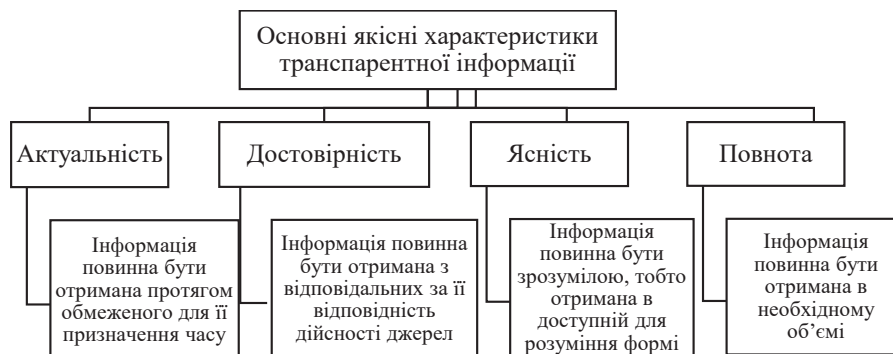 Основні якісні характеристики
транспарентної інформації
Актуальність
Достовірність
Ясність
Повнота
Інформація
повинна бути
отримана протягом
обмеженого для її
призначення часу
Інформація повинна
бути отримана з
відповідальних за її
відповідність
дійсності джерел
Інформація
повинна бути
зрозумілою, тобто
отримана в
доступній для
розуміння формі
Інформація
повинна бути
отримана в
необхідному
об’ємі